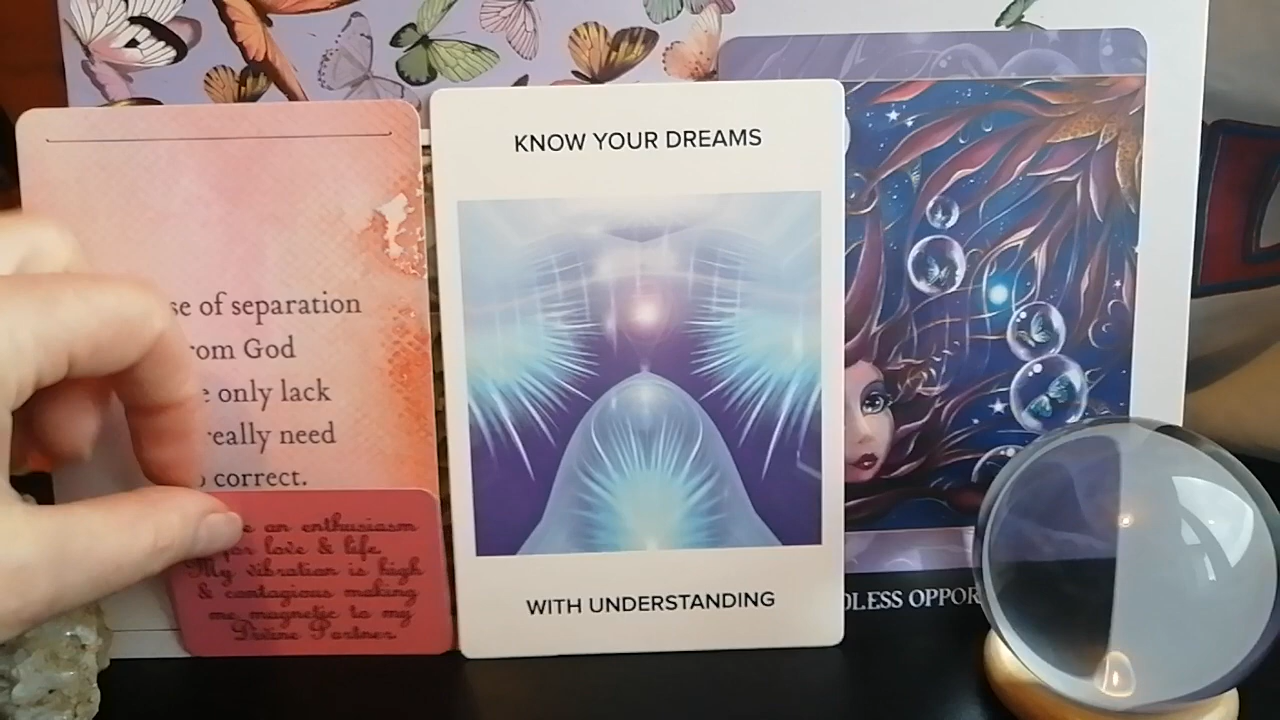 se of separation
rom God
e only lack
really need
o correct.
e an enthusiasm
for love & life.
My vibration is high
& contagious making
me magnetic to my
Divine Partner
KNOW YOUR DREAMS
WITH UNDERSTANDING
DLESS OPPOR